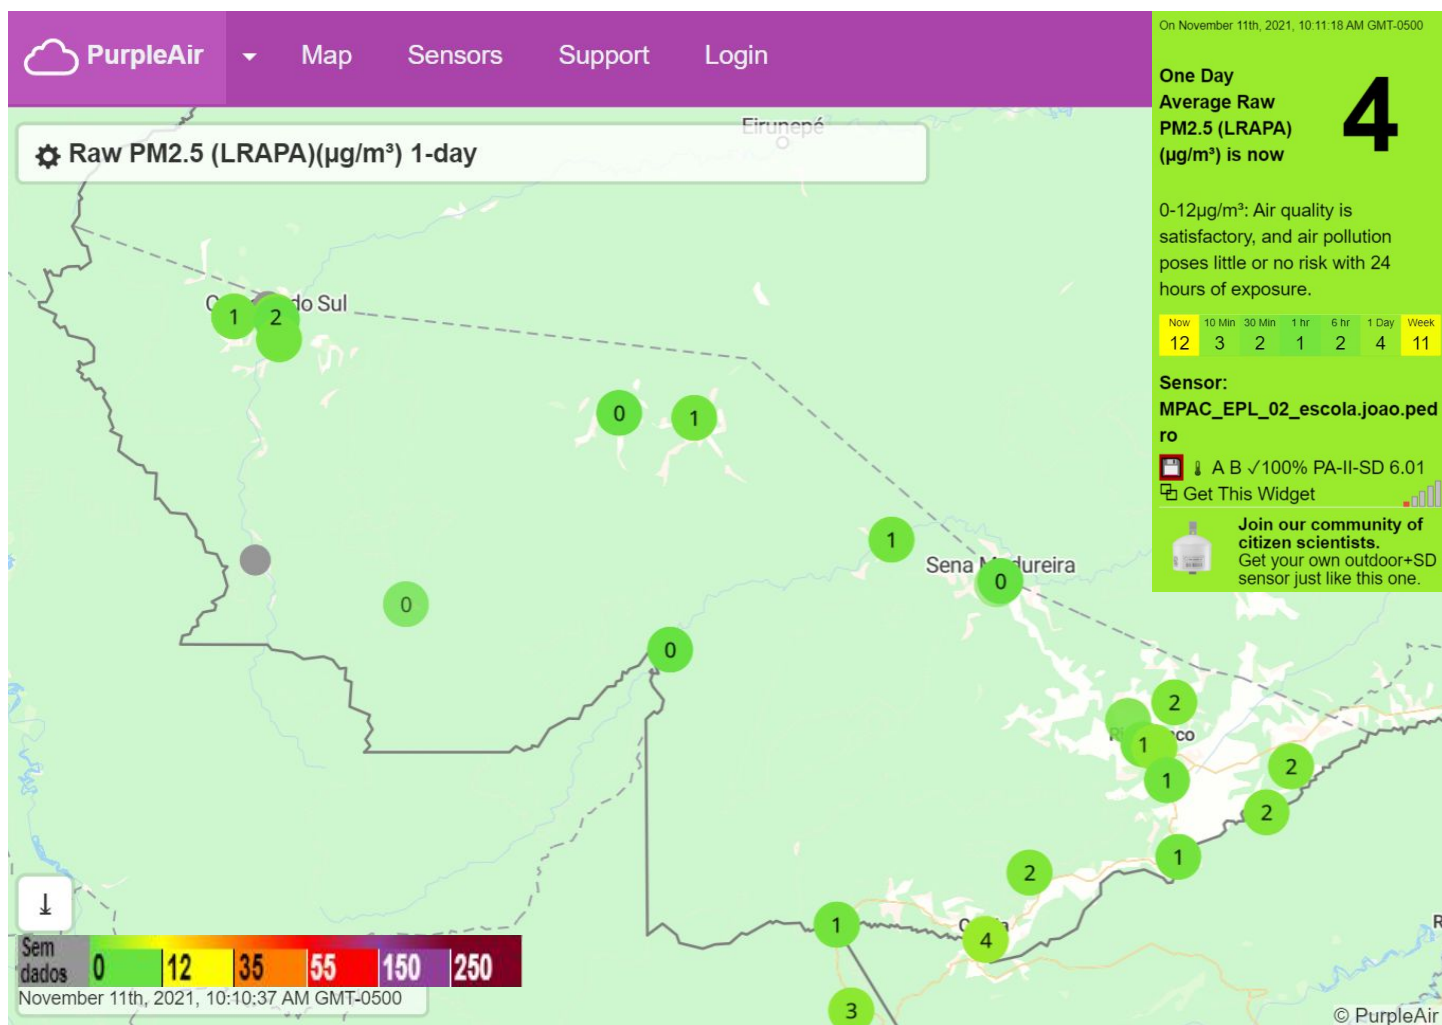 PurpleAir
Map
Sensors
Support
Login
Raw PM2.5 (LRAPA)(µg/m³) 1-day
Eirunepé
do Sul
1
2
0
1
1
Sena
dureira
0
0
0
2
1
co
1
2
2
1
2
1
4
3
Sem
dados
0
12
35
55
150
250
November 11th, 2021, 10:10:37 AM GMT-0500
© PurpleAir
On November 11th, 2021, 10:11:18 AM GMT-0500
One Day
Average Raw
PM2.5 (LRAPA)
(µg/m³) is now
4
0-12µg/m³: Air quality is
satisfactory, and air pollution
poses little or no risk with 24
hours of exposure.
Now 10 Min 30 Min 1 hr 6 hr 1 Day Week
12 3 2 1 2 4 11
Sensor:
MPAC_EPL_02_escola.joao.ped
ro
A B ✓100% PA-II-SD 6.01
Get This Widget
Join our community of
citizen scientists.
Get your own outdoor+SD
sensor just like this one.